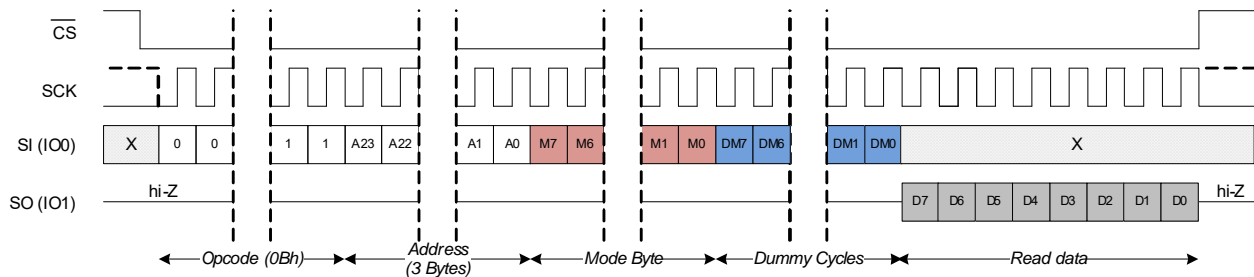 CS
SCK
SI (IO0) X 0 0 1 1 A23 A22 A1 A0 M7 M6 M1 M0 DM7 DM6 DM1 DM0 X
hi-Z hi-Z
SO (IO1) D7 D6 D5 D4 D3 D2 D1 D0
Opcode (0Bh) Address (3 Bytes) Mode Byte Dummy Cycles Read data